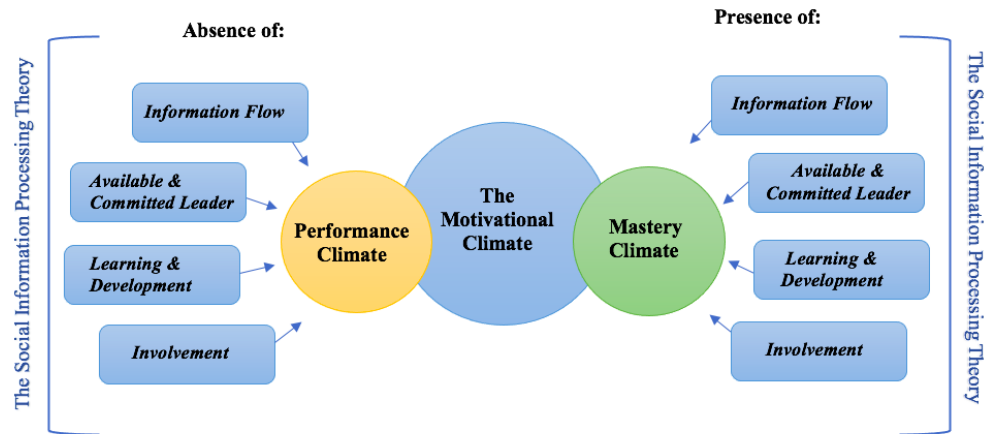 Absence of:
Presence of:
The Social Information Processing Theory
Information Flow
Available &
Committed Leader
Learning &
Development
Involvement
Performance
Climate
The
Motivational
Climate
Mastery
Climate
Information Flow
Available &
Committed Leader
Learning &
Development
Involvement
The Social Information Processing Theory